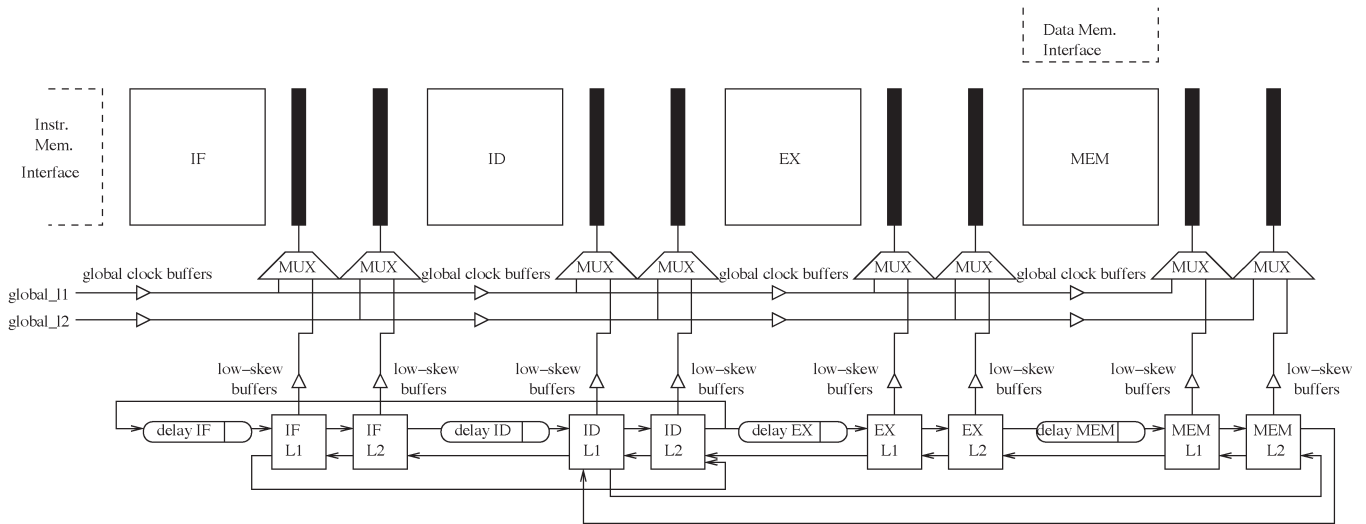 Data Mem.
Interface
Instr.
Mem.
Interface
IF
ID
EX
MEM
MUX
MUX
MUX
MUX
MUX
MUX
MUX
MUX
global clock buffers
global clock buffers
global clock buffers
global clock buffers
global_l1
global_l2
low–skew
buffers
low–skew
buffers
low–skew
buffers
low–skew
buffers
low–skew
buffers
low–skew
buffers
low–skew
buffers
low–skew
buffers
delay IF
IF
L1
IF
L2
delay ID
ID
L1
ID
L2
delay EX
EX
L1
EX
L2
delay MEM
MEM
L1
MEM
L2